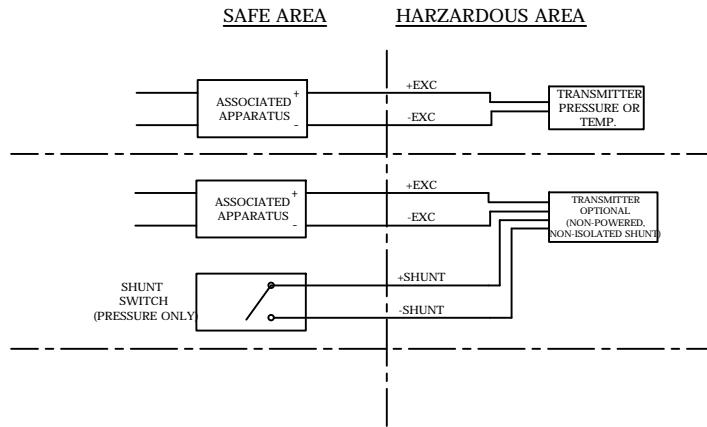 SAFE AREA
HARZARDOUS AREA
ASSOCIATED
APPARATUS
+
-
+EXC
-EXC
TRANSMITTER
PRESSURE OR
TEMP.
ASSOCIATED
APPARATUS
+
-
+EXC
-EXC
TRANSMITTER
OPTIONAL
(NON-POWERED,
NON-ISOLATED SHUNT)
SHUNT
SWITCH
(PRESSURE ONLY)
+SHUNT
-SHUNT